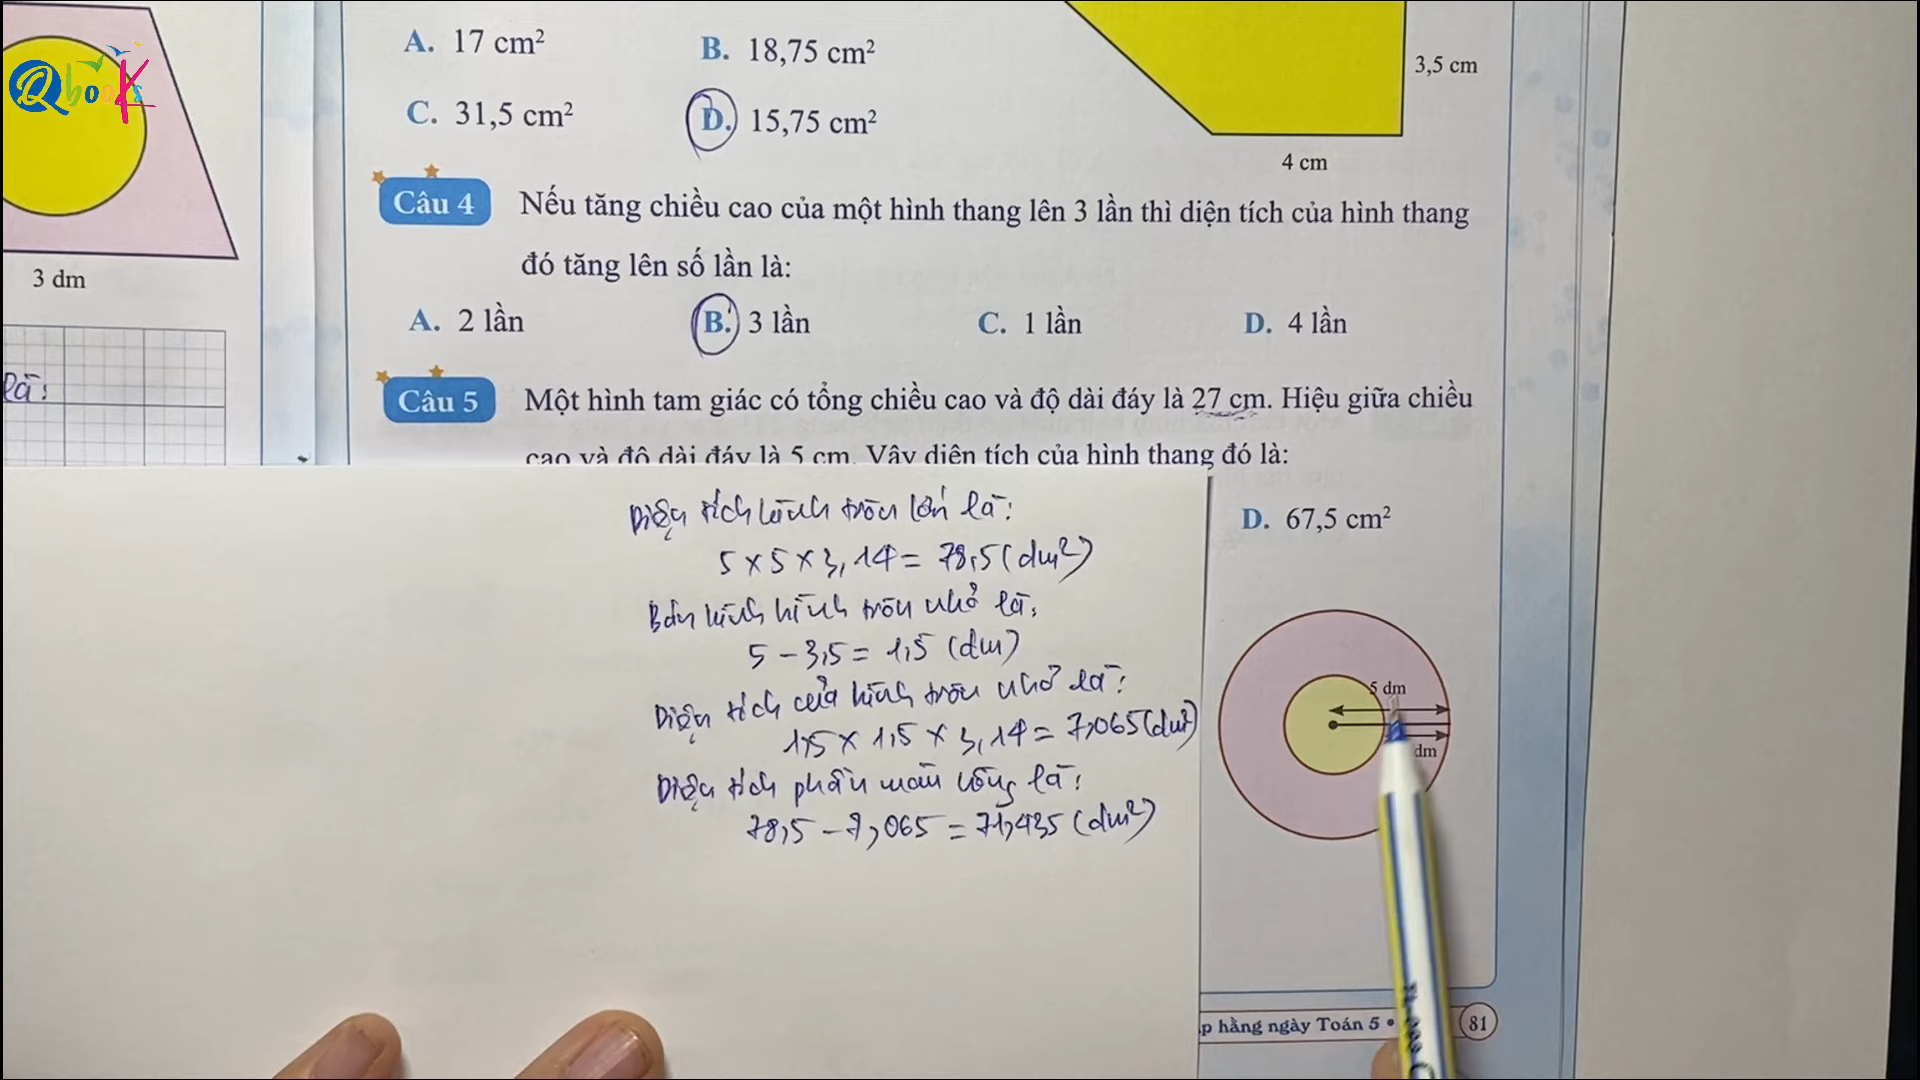 Qbooks
A. 17 cm²
B. 18,75 cm²
C. 31,5 cm²
D. 15,75 cm²
3,5 cm
4 cm
3 dm
là:
Câu 4 Nếu tăng chiều cao của một hình thang lên 3 lần thì diện tích của hình thang
đó tăng lên số lần là:
A. 2 lần B. 3 lần C. 1 lần D. 4 lần
Câu 5 Một hình tam giác có tổng chiều cao và độ dài đáy là 27 cm. Hiệu giữa chiều
cao và độ dài đáy là 5 cm. Vậy diện tích của hình thang đó là:
D. 67,5 cm²
Diện tích hình tròn lớn là:
5 x 5 x 3,14 = 78,5 (dm²)
Bán kính hình tròn nhỏ là:
5 - 3,5 = 1,5 (dm)
Diện tích của hình tròn nhỏ là:
1,5 x 1,5 x 3,14 = 7,065 (dm²)
Diện tích phần màu hồng là:
78,5 - 7,065 = 71,435 (dm²)
5 dm
dm
p hằng ngày Toán 5 •
81